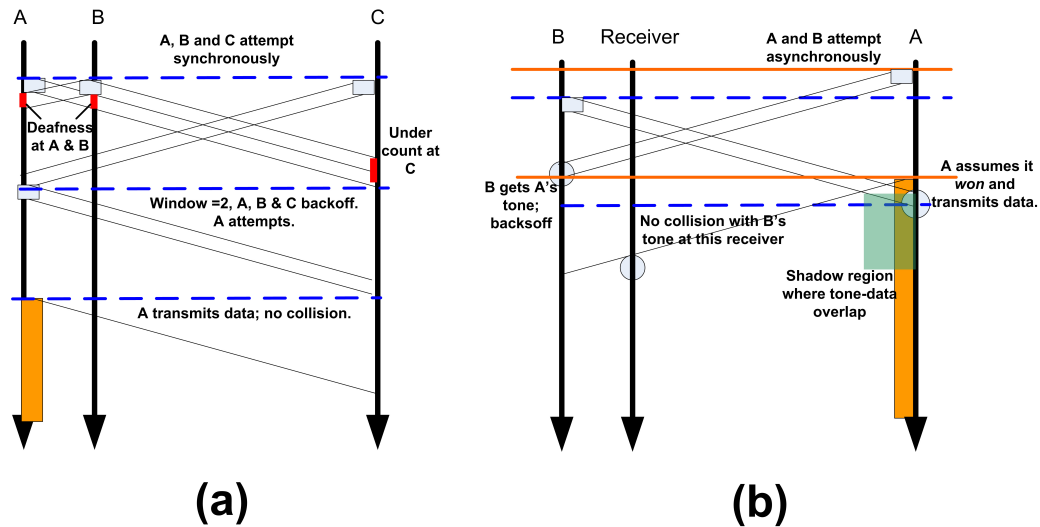 A
B
C
A, B and C attempt
synchronously
Deafness
at A & B
Under
count at
C
Window =2, A, B & C backoff.
A attempts.
A transmits data; no collision.
(a)
B
Receiver
A
A and B attempt
asynchronously
B gets A's
tone;
backsoff
No collision with B's
tone at this receiver
A assumes it
won and
transmits data.
Shadow region
where tone-data
overlap
(b)